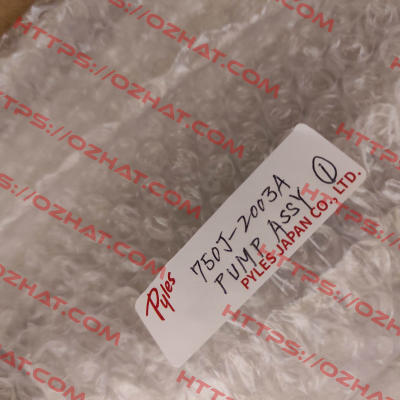 HTTPS://OZHAT.COM
Pyles
750J-2003A
PUMP ASSY
1
PYLES JAPAN CO., LTD.